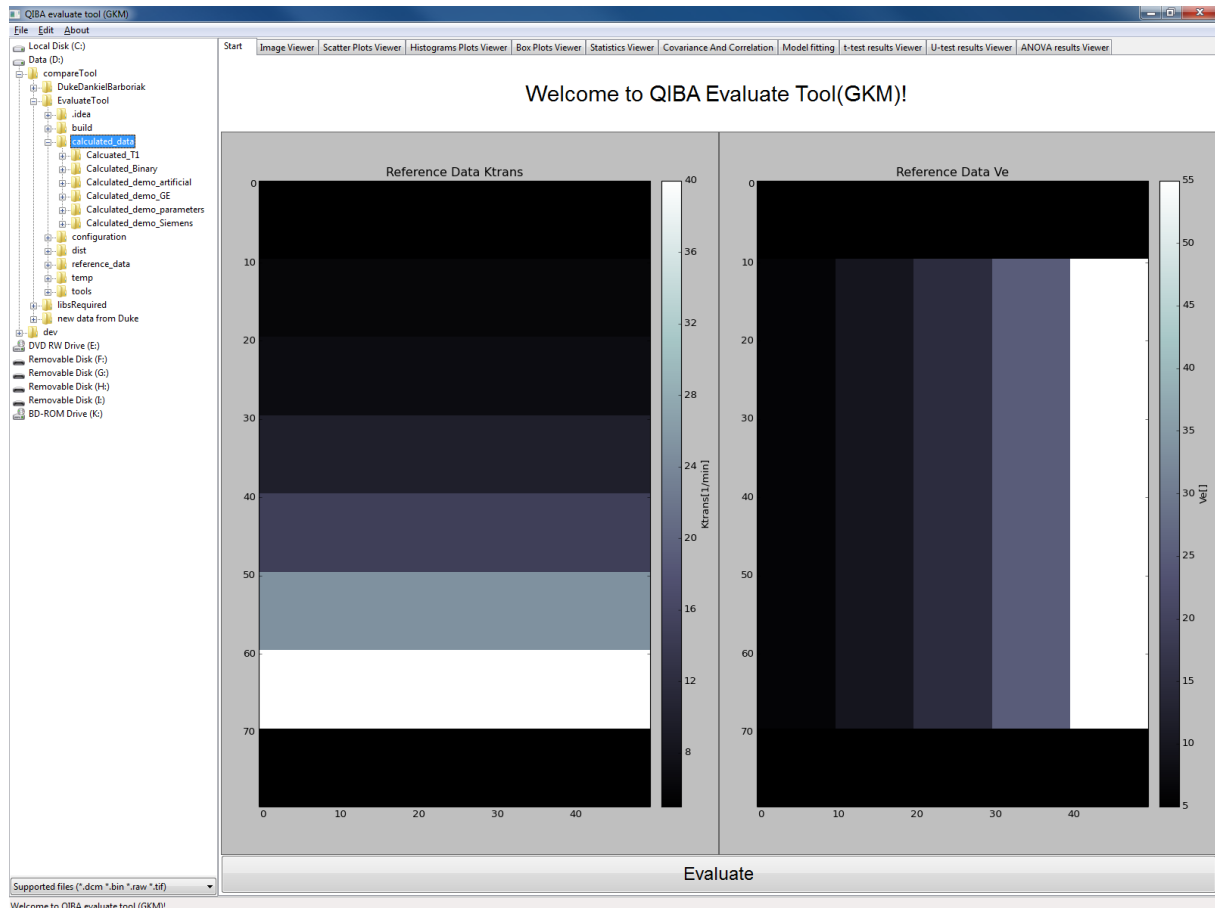 QIBA evaluate tool (GKM)
File Edit About
Local Disk (C:)
Data (D:)
compareTool
DukeDankielBarboriak
EvaluateTool
.idea
build
calculated_data
Calcuated_T1
Calculated_Binary
Calculated_demo_artificial
Calculated_demo_GE
Calculated_demo_parameters
Calculated_demo_Siemens
configuration
dist
reference_data
temp
tools
libsRequired
new data from Duke
dev
DVD RW Drive (E:)
Removable Disk (F:)
Removable Disk (G:)
Removable Disk (H:)
Removable Disk (I:)
BD-ROM Drive (K:)
Supported files (*.dcm *.bin *.raw *.tif)
Start Image Viewer Scatter Plots Viewer Histograms Plots Viewer Box Plots Viewer Statistics Viewer Covariance And Correlation Model fitting t-test results Viewer U-test results Viewer ANOVA results Viewer
Welcome to QIBA Evaluate Tool(GKM)!
Reference Data Ktrans
0
10
20
30
40
50
60
70
0 10 20 30 40
40
36
32
28
24
20
16
12
8
Ktrans[1/min]
Reference Data Ve
0
10
20
30
40
50
60
70
0 10 20 30 40
55
50
45
40
35
30
25
20
15
10
5
Ve[]
Evaluate
Welcome to QIBA evaluate tool (GKM)!